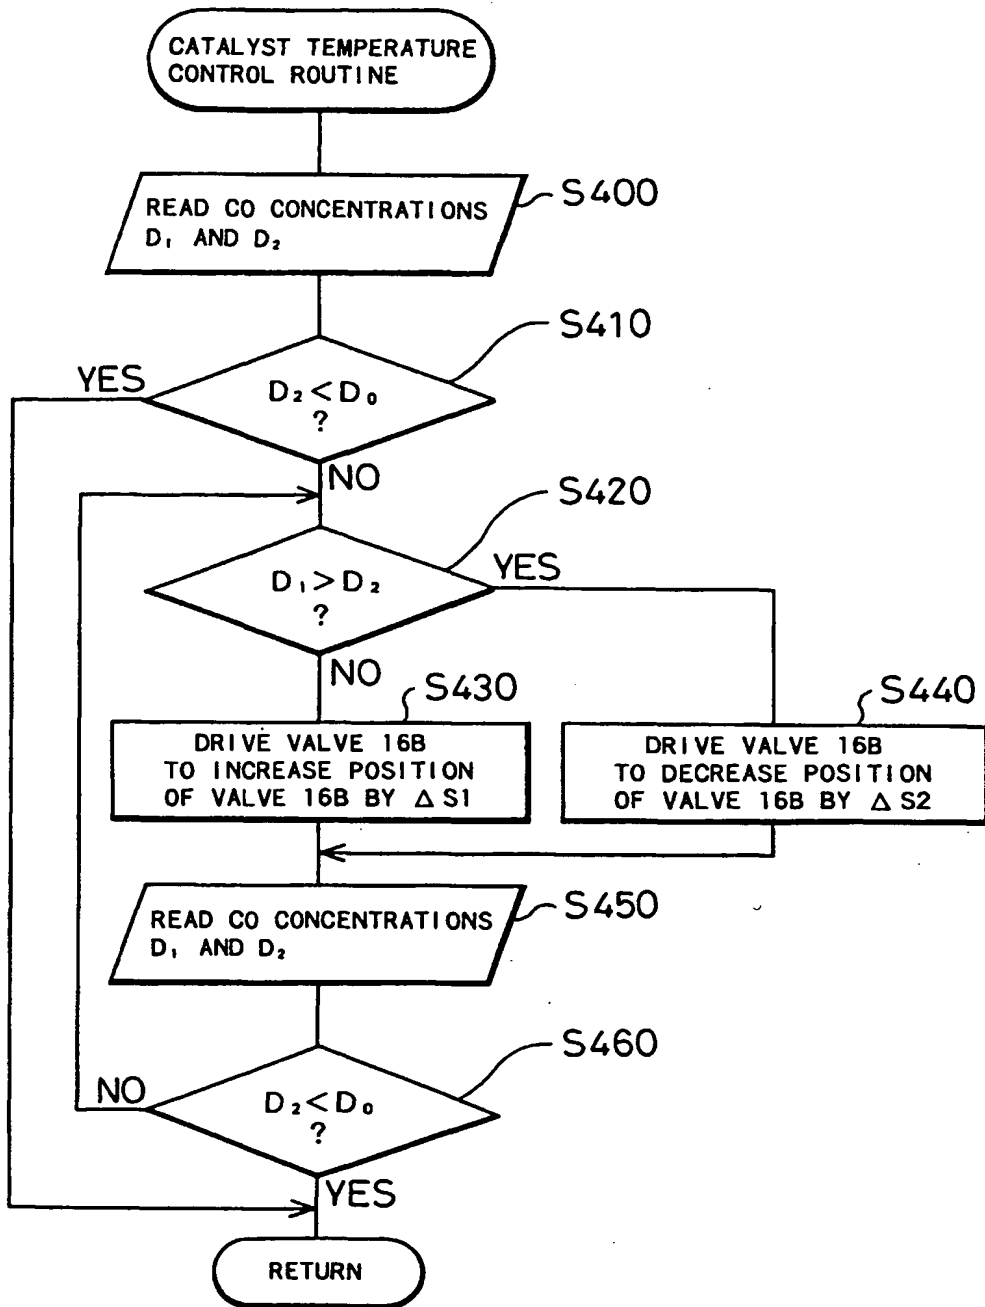 CATALYST TEMPERATURE
CONTROL ROUTINE
READ CO CONCENTRATIONS
D₁ AND D₂
S400
S410
YES
D₂<D₀
?
NO
S420
D₁>D₂
?
YES
NO
S430
S440
DRIVE VALVE 16B
TO INCREASE POSITION
OF VALVE 16B BY Δ S1
DRIVE VALVE 16B
TO DECREASE POSITION
OF VALVE 16B BY Δ S2
READ CO CONCENTRATIONS
D₁ AND D₂
S450
S460
NO
D₂<D₀
?
YES
RETURN